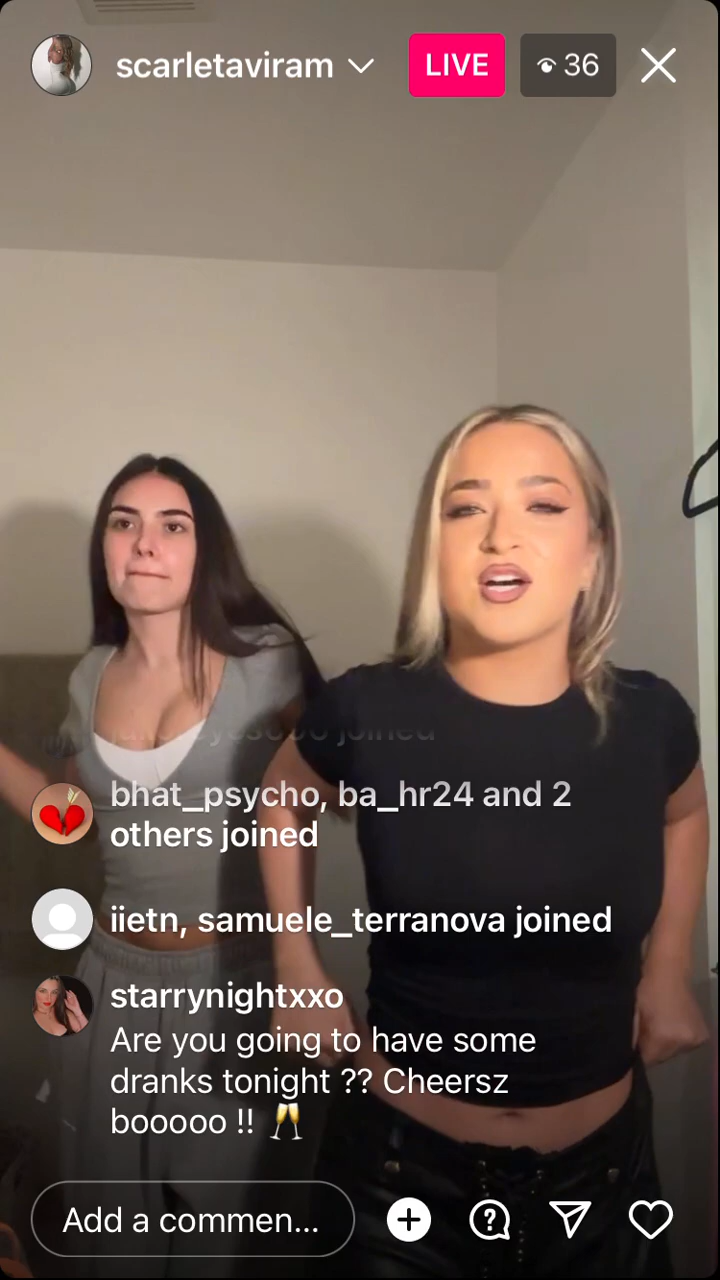 scarletaviram
LIVE
36
joined
bhat_psycho, ba_hr24 and 2
others joined
iietn, samuele_terranova joined
starrynightxxo
Are you going to have some
dranks tonight ?? Cheersz
booooo !! 🥂
Add a commen...